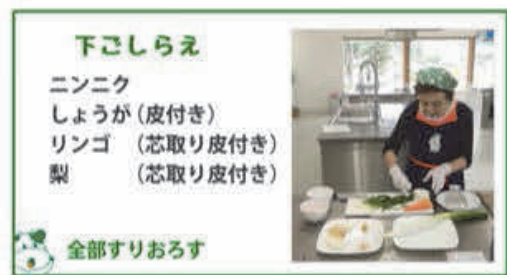 下ごしらえ
ニンニク
しょうが(皮付き)
リンゴ (芯取り皮付き)
梨 (芯取り皮付き)
全部すりおろす